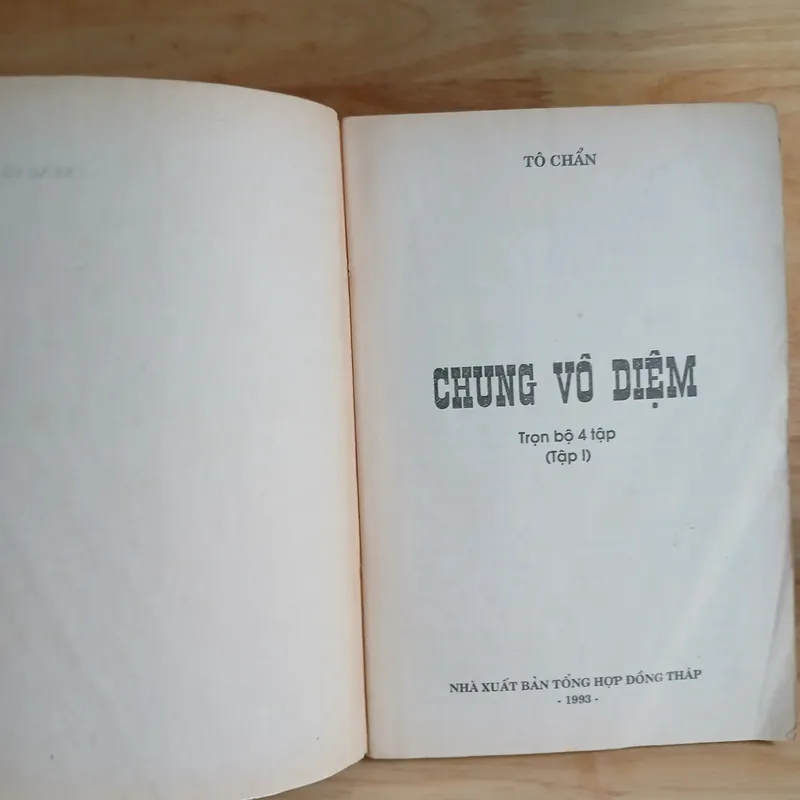 TÔ CHẨN
CHUNG VÔ DIỆM
Trọn bộ 4 tập
(Tập I)
NHÀ XUẤT BẢN TỔNG HỢP ĐỒNG THÁP
- 1993 -